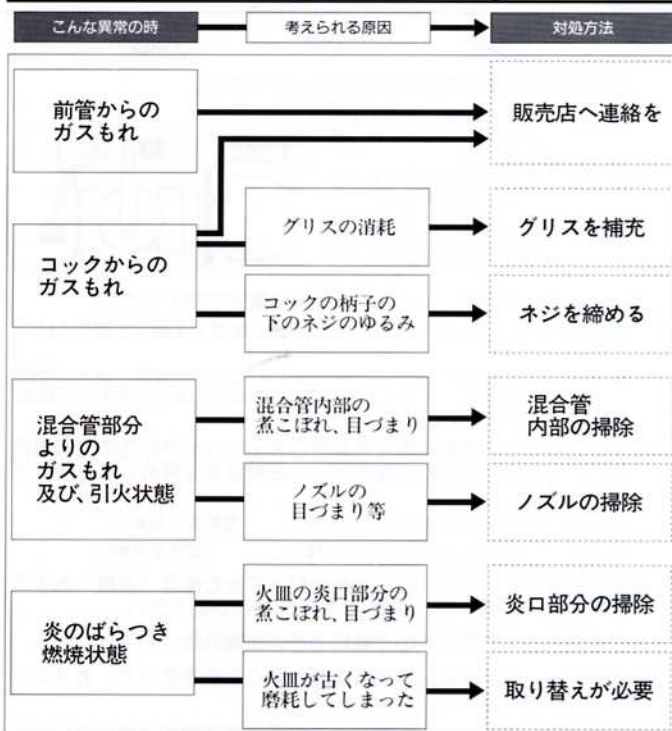 こんな異常の時
考えられる原因
対処方法
前管からの
ガスもれ
販売店へ連絡を
コックからの
ガスもれ
グリスの消耗
グリスを補充
コックの柄子の
下のネジのゆるみ
ネジを締める
混合管部分
よりの
ガスもれ
及び、引火状態
混合管内部の
煮こぼれ、目づまり
混合管
内部の掃除
ノズルの
目づまり等
ノズルの掃除
炎のばらつき
燃焼状態
火皿の炎口部分の
煮こぼれ、目づまり
炎口部分の掃除
火皿が古くなって
磨耗してしまった
取り替えが必要